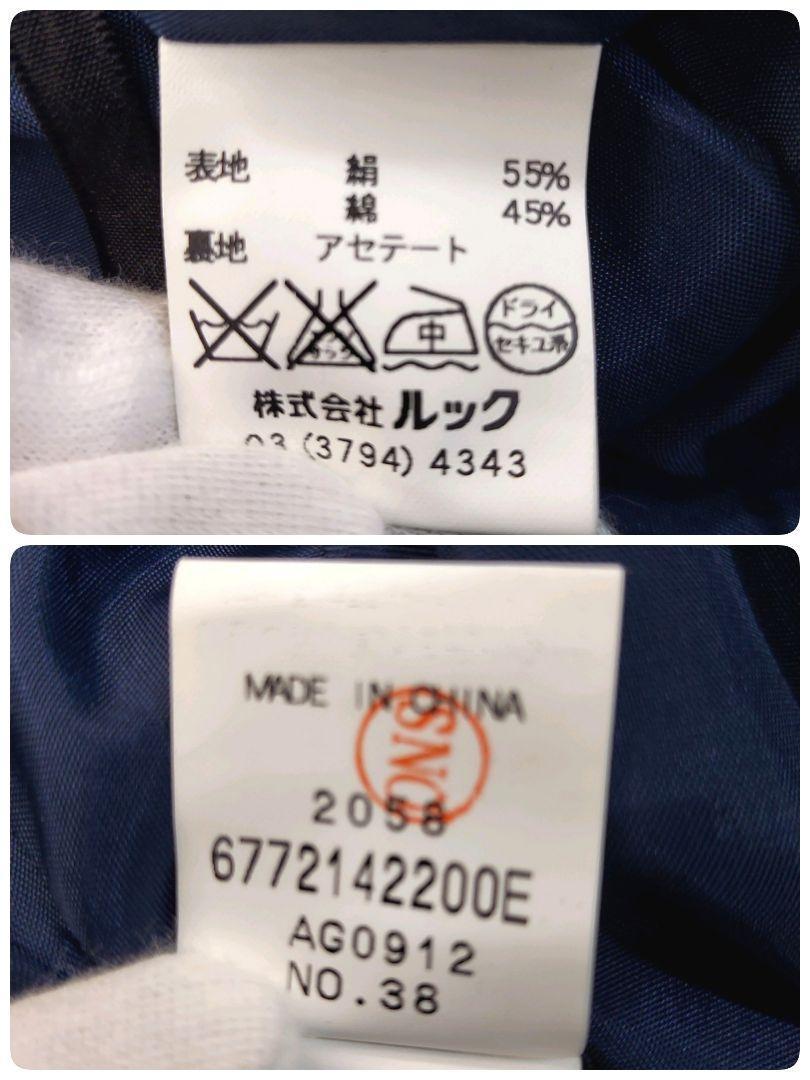 表地 絹 55%
綿 45%
裏地 アセテート
中
ドライ
セキユ系
株式会社 ルック
03 (3794) 4343
MADE IN CHINA
SNC
2058
6772142200E
AG0912
NO.38